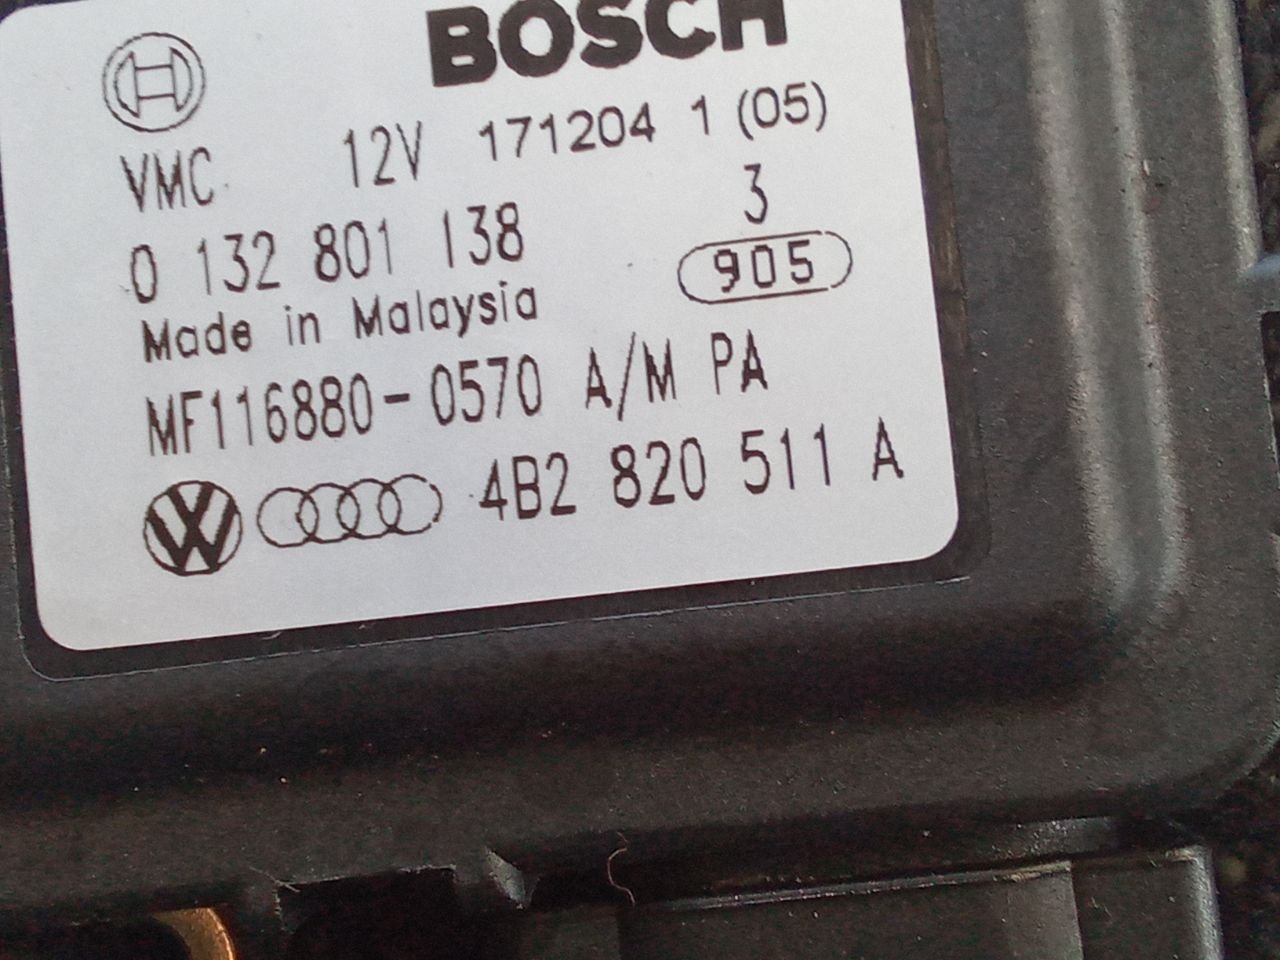 BOSCH
VMC 12V 171204 1 (05)
0 132 801 138 3
Made in Malaysia 905
MF116880-0570 A/M PA
VW 4B2 820 511 A